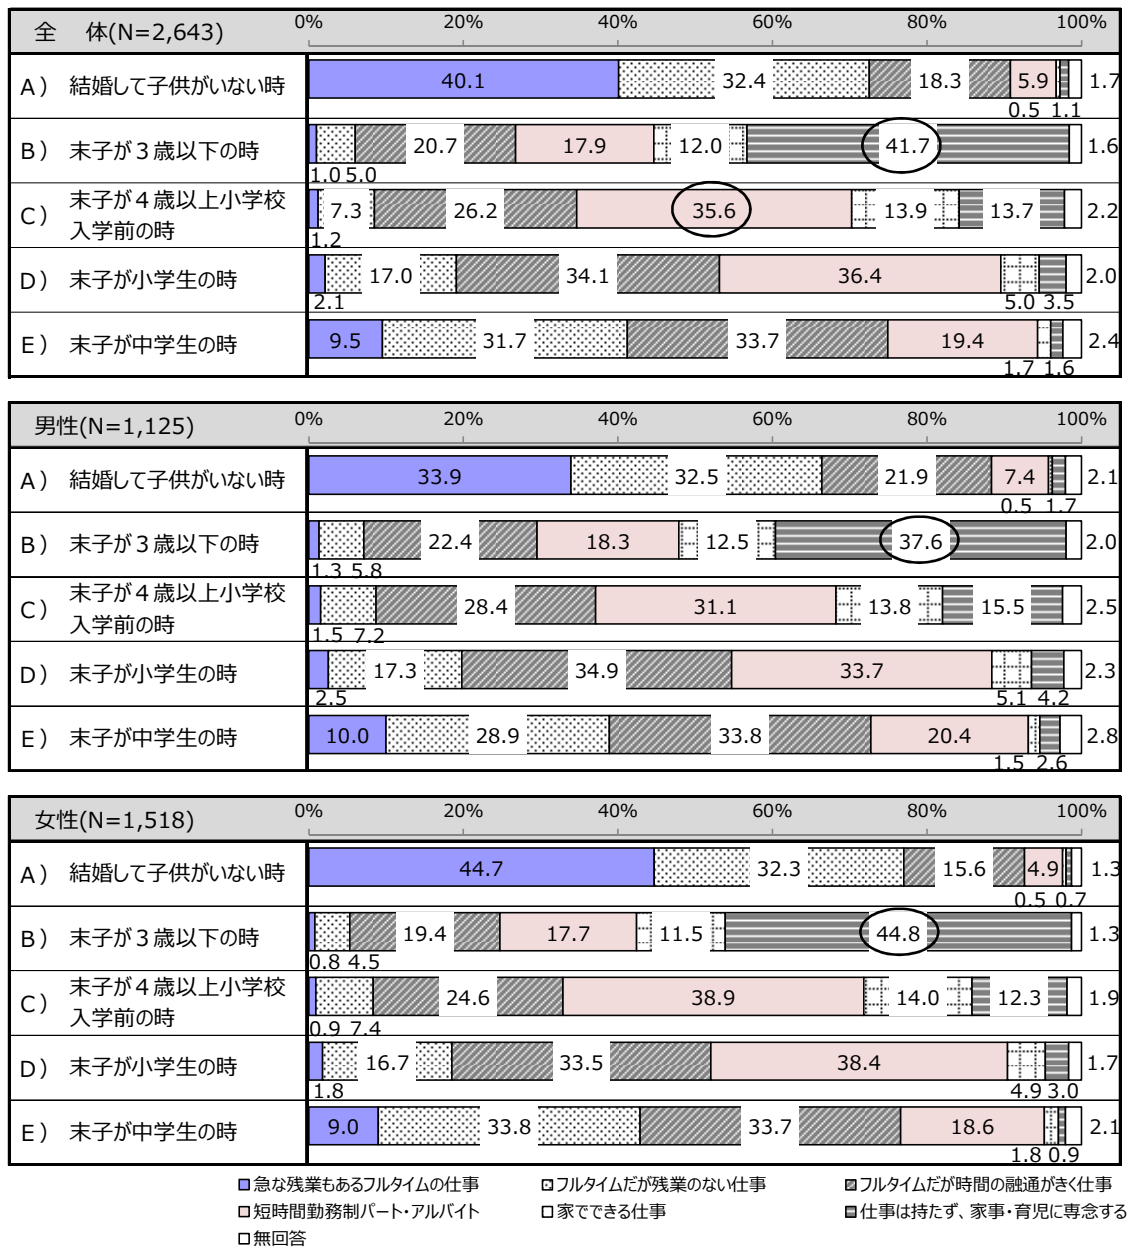 全　体(N=2,643) 0% 20% 40% 60% 80% 100%
A） 結婚して子供がいない時 40.1 32.4 18.3 5.9 1.7
0.5 1.1
B） 末子が３歳以下の時 20.7 17.9 12.0 41.7 1.6
1.0 5.0
C） 末子が４歳以上小学校
入学前の時 7.3 26.2 35.6 13.9 13.7 2.2
1.2
D） 末子が小学生の時 17.0 34.1 36.4 2.0
2.1 5.0 3.5
E） 末子が中学生の時 9.5 31.7 33.7 19.4 2.4
1.7 1.6
男性(N=1,125) 0% 20% 40% 60% 80% 100%
A） 結婚して子供がいない時 33.9 32.5 21.9 7.4 2.1
0.5 1.7
B） 末子が３歳以下の時 22.4 18.3 12.5 37.6 2.0
1.3 5.8
C） 末子が４歳以上小学校
入学前の時 28.4 31.1 13.8 15.5 2.5
1.5 7.2
D） 末子が小学生の時 17.3 34.9 33.7 2.3
2.5 5.1 4.2
E） 末子が中学生の時 10.0 28.9 33.8 20.4 2.8
1.5 2.6
女性(N=1,518) 0% 20% 40% 60% 80% 100%
A） 結婚して子供がいない時 44.7 32.3 15.6 4.9 1.3
0.5 0.7
B） 末子が３歳以下の時 19.4 17.7 11.5 44.8 1.3
0.8 4.5
C） 末子が４歳以上小学校
入学前の時 24.6 38.9 14.0 12.3 1.9
0.9 7.4
D） 末子が小学生の時 16.7 33.5 38.4 1.7
1.8 4.9 3.0
E） 末子が中学生の時 9.0 33.8 33.7 18.6 2.1
1.8 0.9
急な残業もあるフルタイムの仕事 フルタイムだが残業のない仕事 フルタイムだが時間の融通がきく仕事
短時間勤務制パート・アルバイト 家でできる仕事 仕事は持たず、家事・育児に専念する
無回答